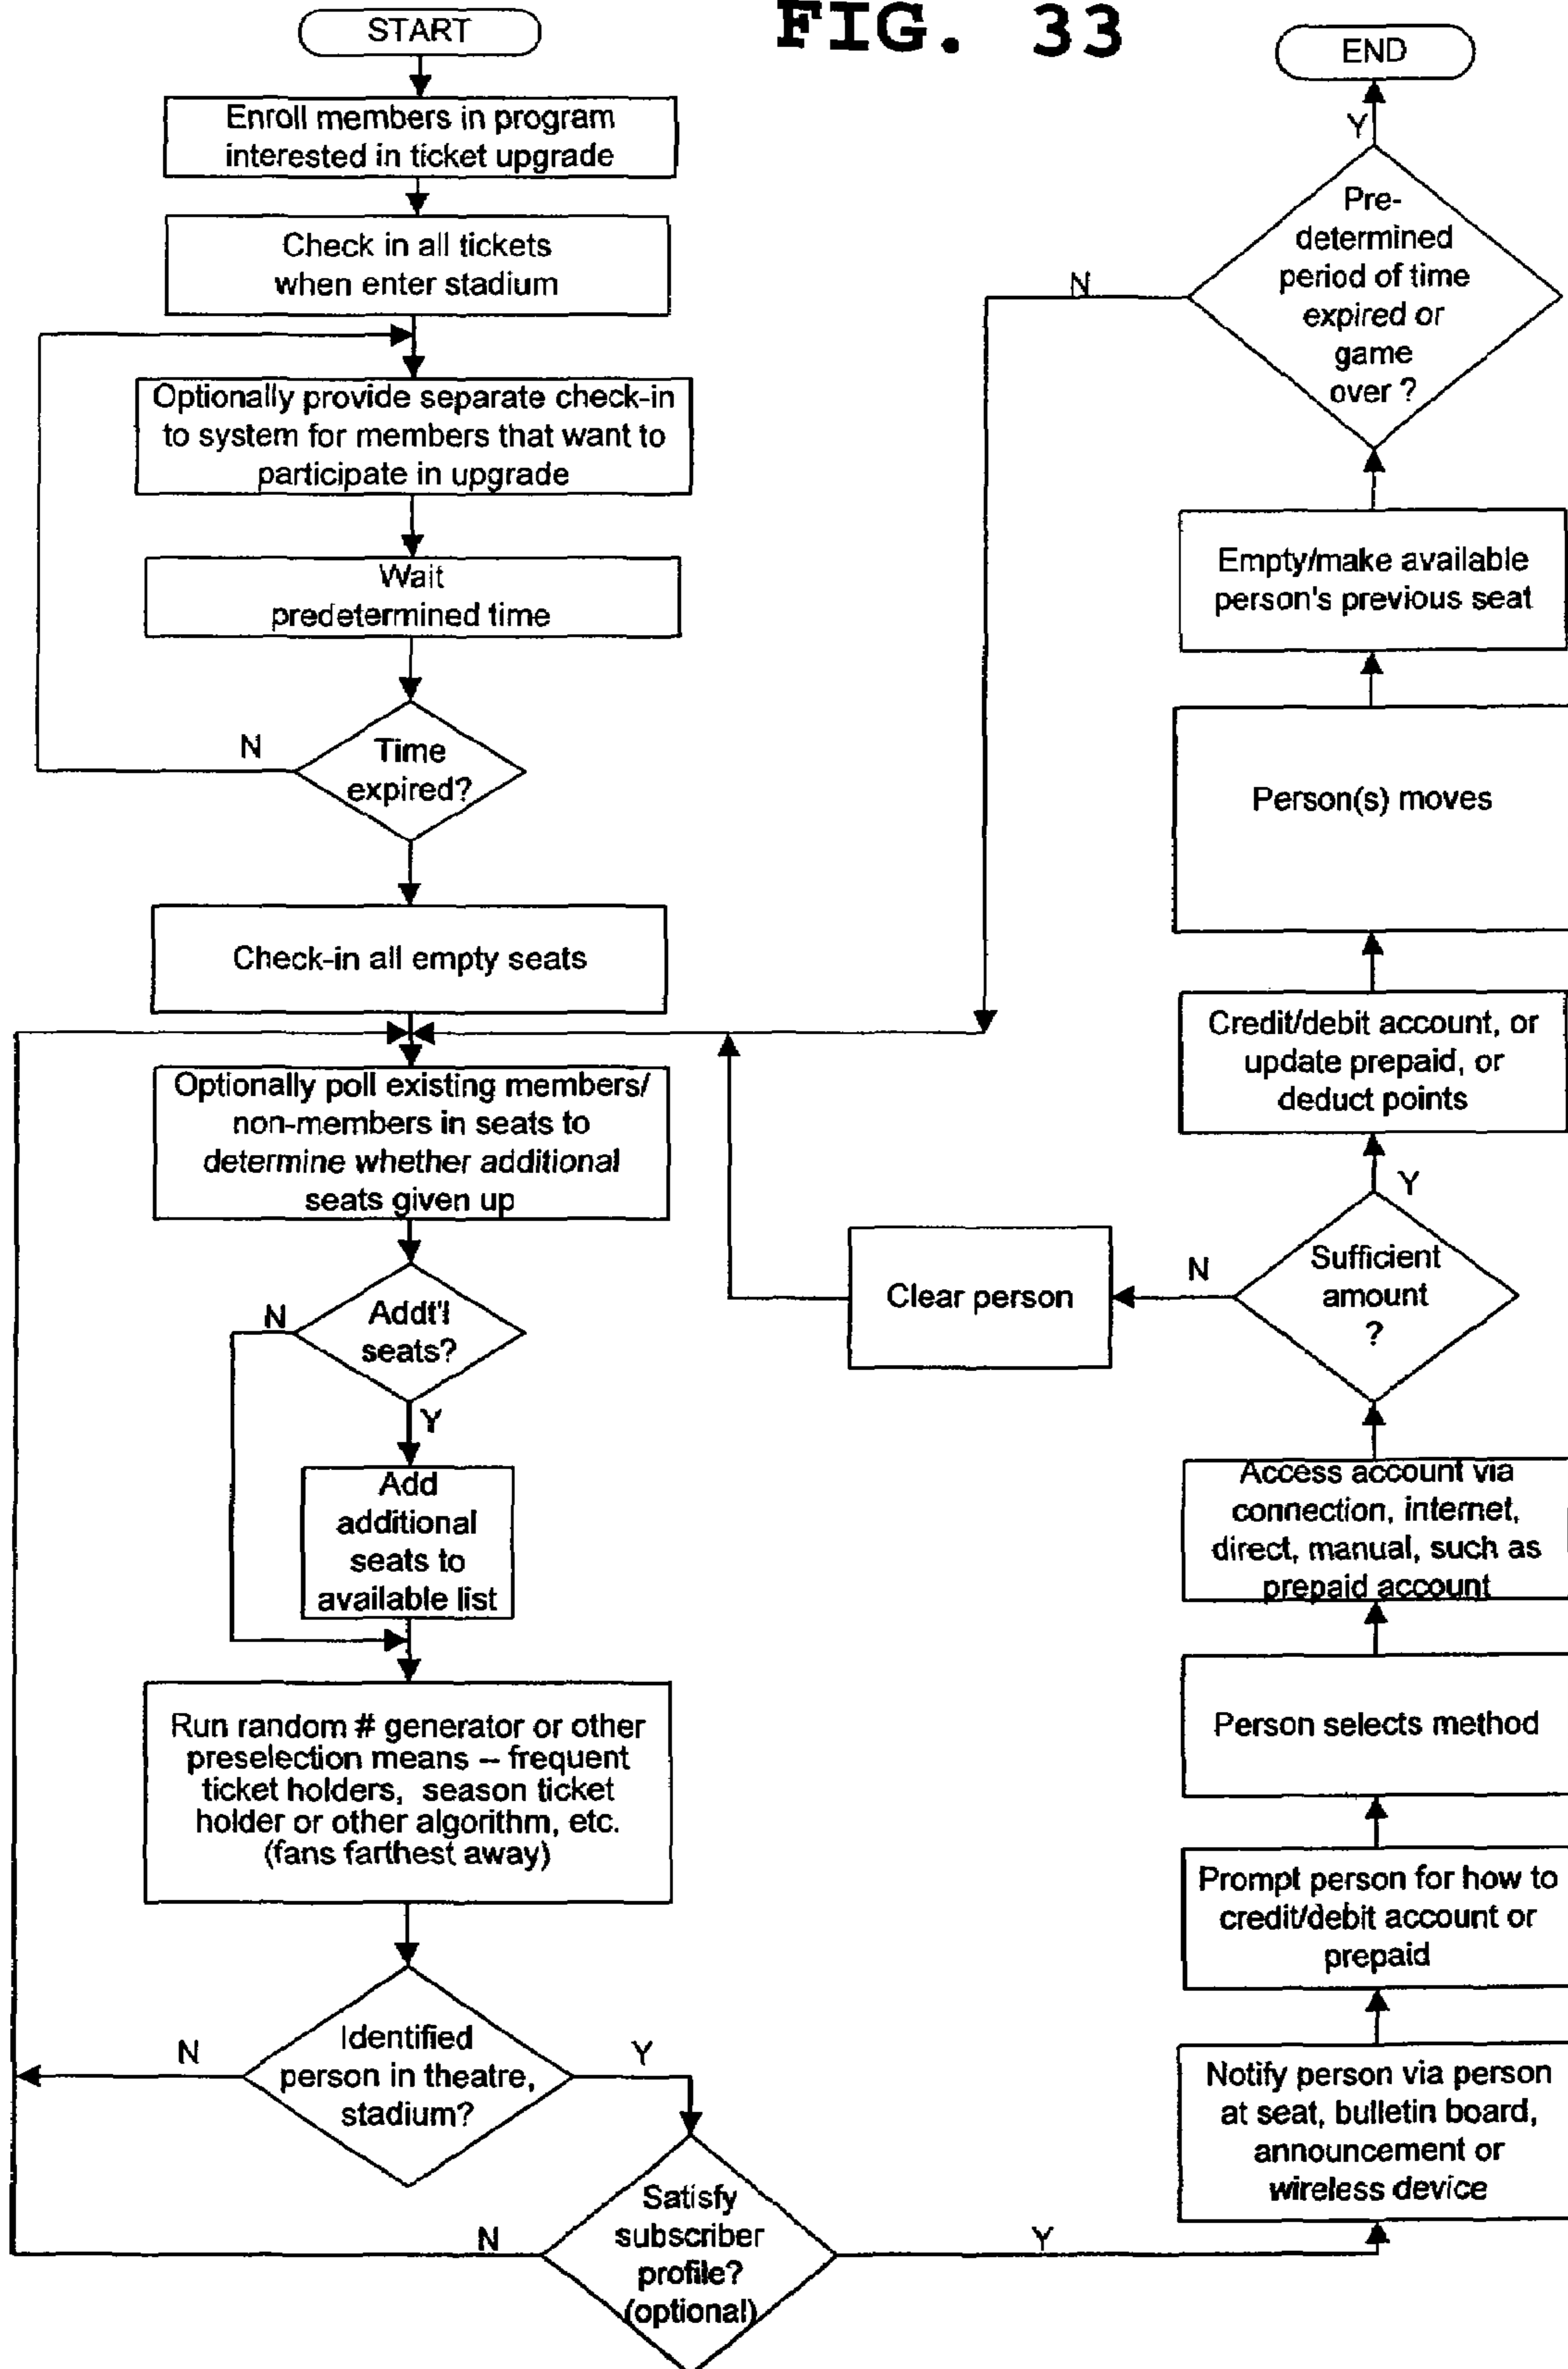 FIG. 33
START
Enroll members in program
interested in ticket upgrade
Check in all tickets
when enter stadium
Optionally provide separate check-in
to system for members that want to
participate in upgrade
Wait
predetermined time
N
Time
expired?
Check-in all empty seats
Optionally poll existing members/
non-members in seats to
determine whether additional
seats given up
N
Addt'l
seats?
Y
Add
additional
seats to
available list
Run random # generator or other
preselection means – frequent
ticket holders, season ticket
holder or other algorithm, etc.
(fans farthest away)
N
Identified
person in theatre,
stadium?
Y
N
Satisfy
subscriber
profile?
(optional)
Y
Notify person via person
at seat, bulletin board,
announcement or
wireless device
Prompt person for how to
credit/debit account or
prepaid
Person selects method
Access account via
connection, internet,
direct, manual, such as
prepaid account
Sufficient
amount
?
N
Clear person
Y
Credit/debit account, or
update prepaid, or
deduct points
Person(s) moves
Empty/make available
person's previous seat
Pre-
determined
period of time
expired or
game
over ?
N
Y
END